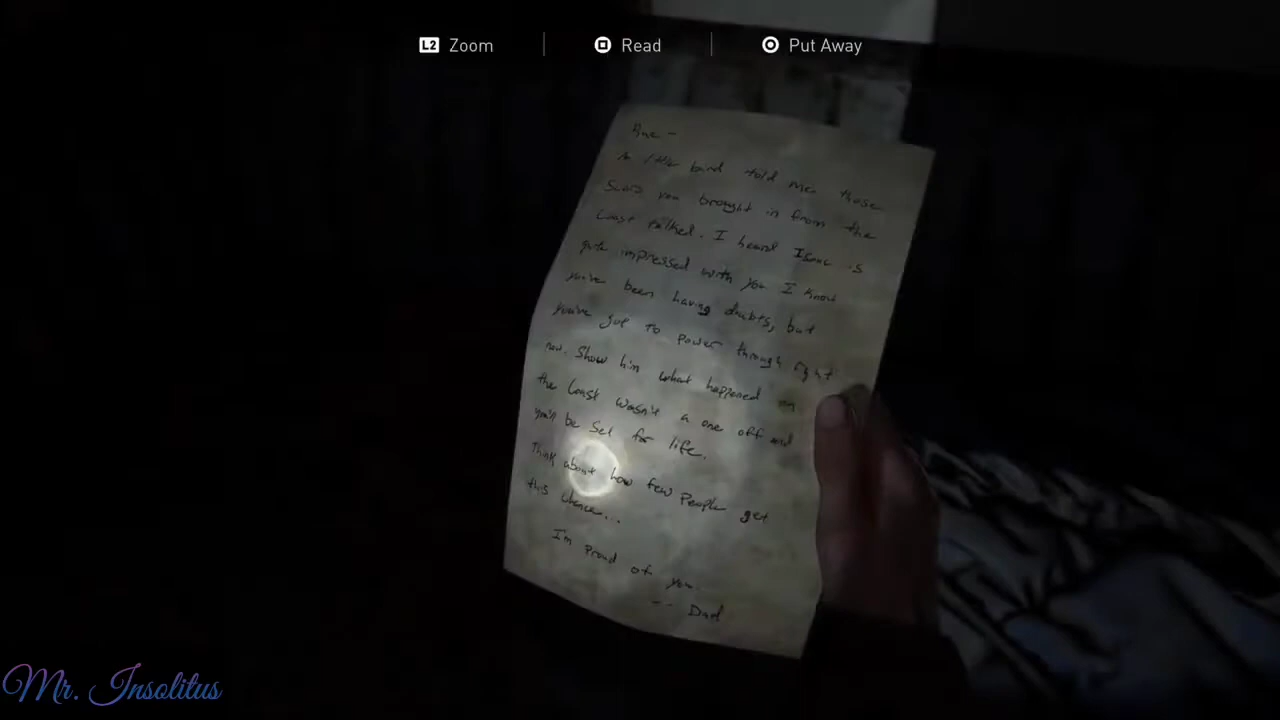 L2 Zoom | Read | Put Away
A little bird told me those
Scars you brought in from the
Coast talked. I heard Isaac is
quite impressed with you. I know
you've been having doubts, but
you've got to power through right
now. Show him what happened on
the Coast wasn't a one off and
you'll be set for life.
Think about how few people get
this chance...
I'm proud of you.
-- Dad
Mr. Insolitus